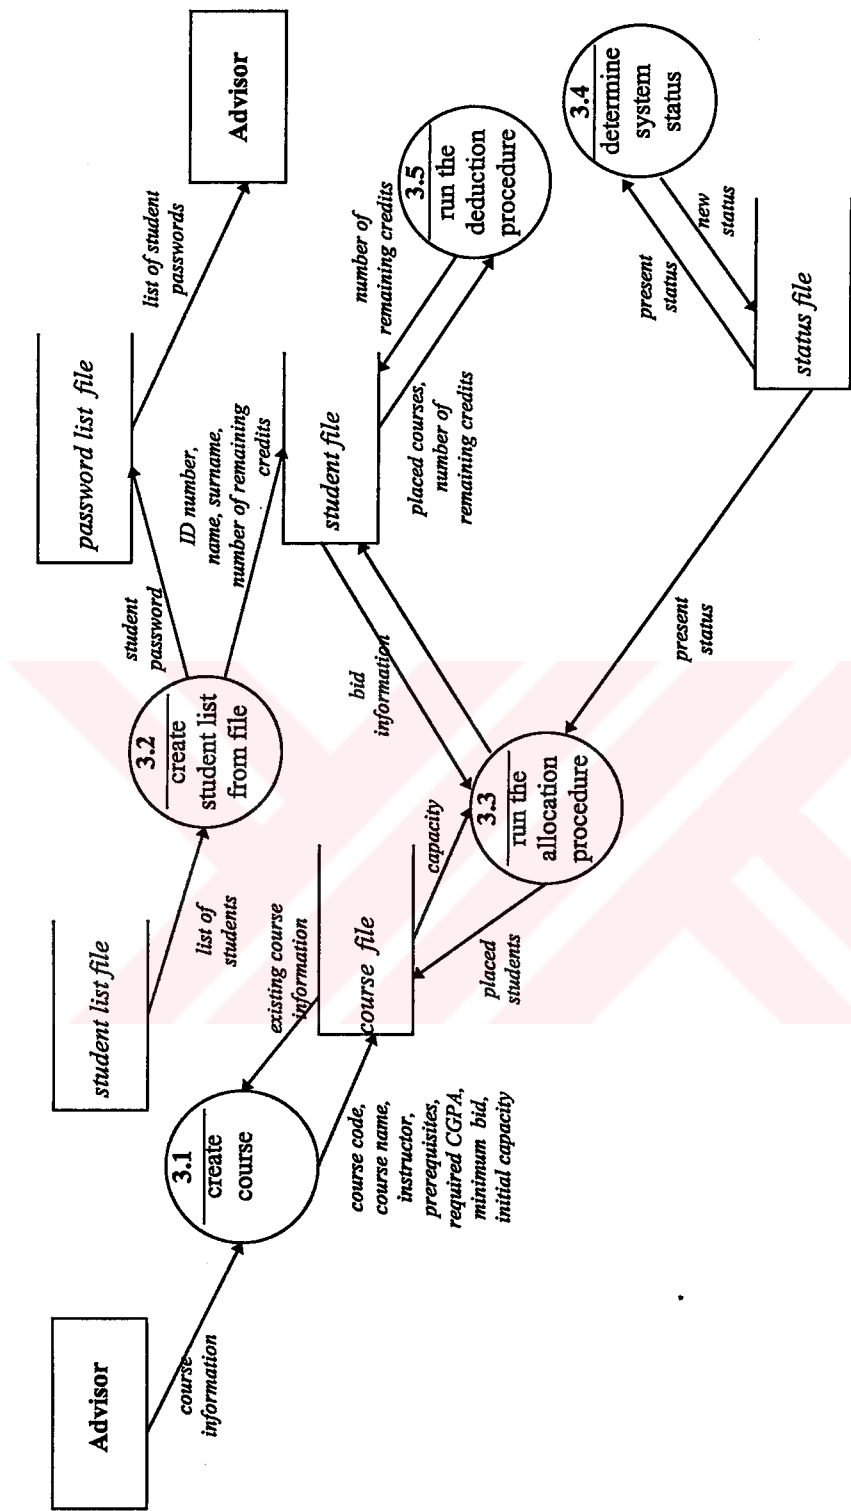 Advisor
course
information
3.1
create
course
student list file
list of
students
3.2
create
student list
from file
student
password
password list file
list of student
passwords
Advisor
ID number,
name, surname,
number of remaining
credits
existing course
information
course file
course code,
course name,
instructor,
prerequisites,
required CGPA,
minimum bid,
initial capacity
capacity
placed
students
3.3
run the
allocation
procedure
bid
information
student file
number of
remaining credits
placed courses,
number of
remaining credits
3.5
run the
deduction
procedure
present
status
status file
present
status
new
status
3.4
determine
system
status